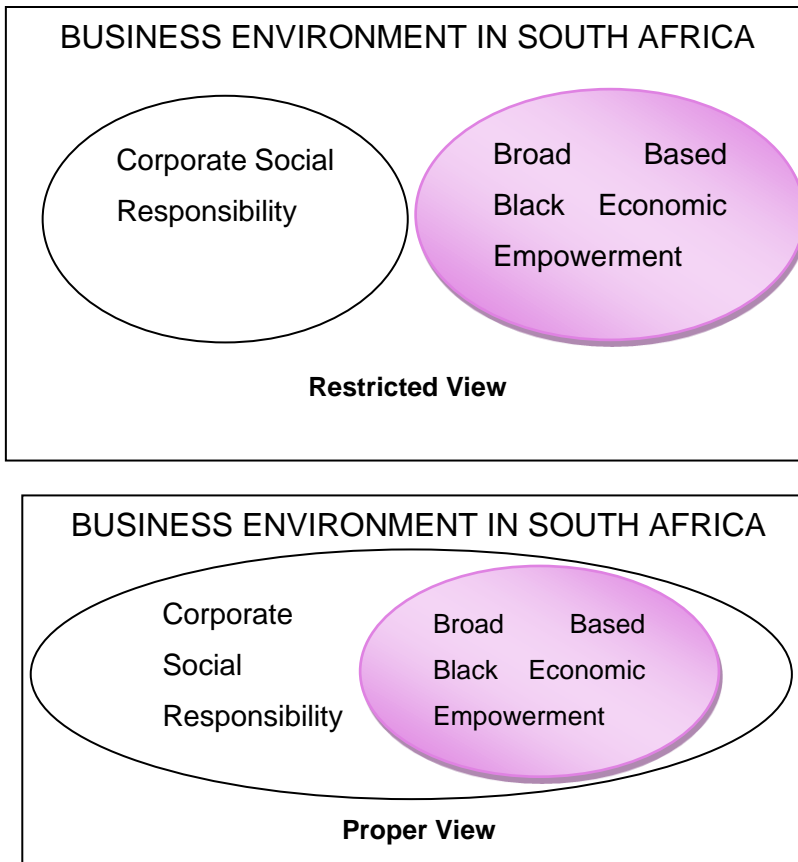 BUSINESS ENVIRONMENT IN SOUTH AFRICA
Corporate Social
Responsibility
Broad Based
Black Economic
Empowerment
Restricted View
BUSINESS ENVIRONMENT IN SOUTH AFRICA
Corporate
Social
Responsibility
Broad Based
Black Economic
Empowerment
Proper View